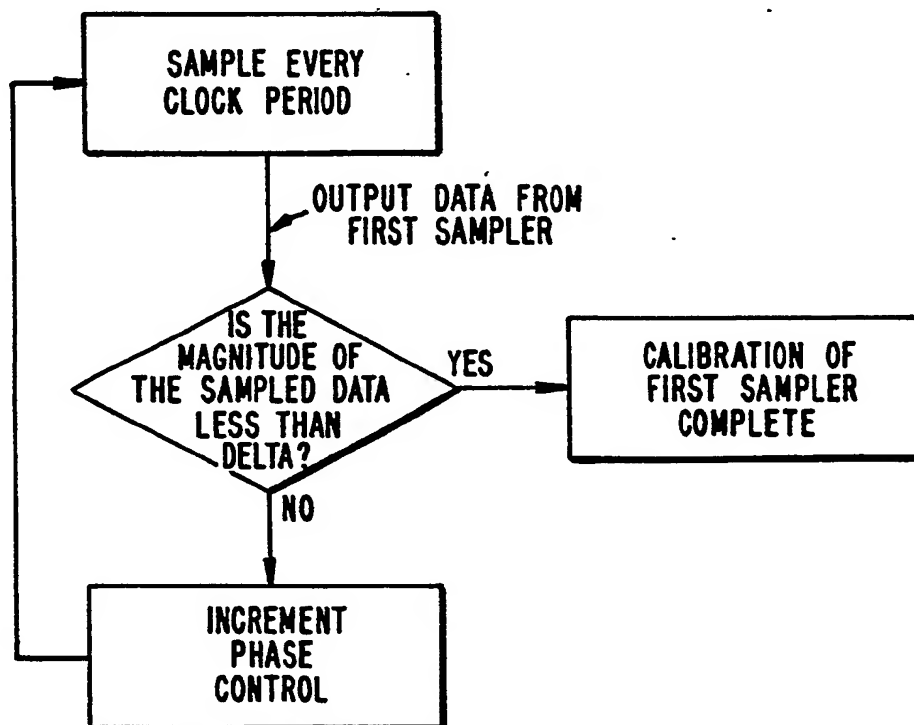 SAMPLE EVERY
CLOCK PERIOD
OUTPUT DATA FROM
FIRST SAMPLER
IS THE
MAGNITUDE OF
THE SAMPLED DATA
LESS THAN
DELTA?
YES
CALIBRATION OF
FIRST SAMPLER
COMPLETE
NO
INCREMENT
PHASE
CONTROL